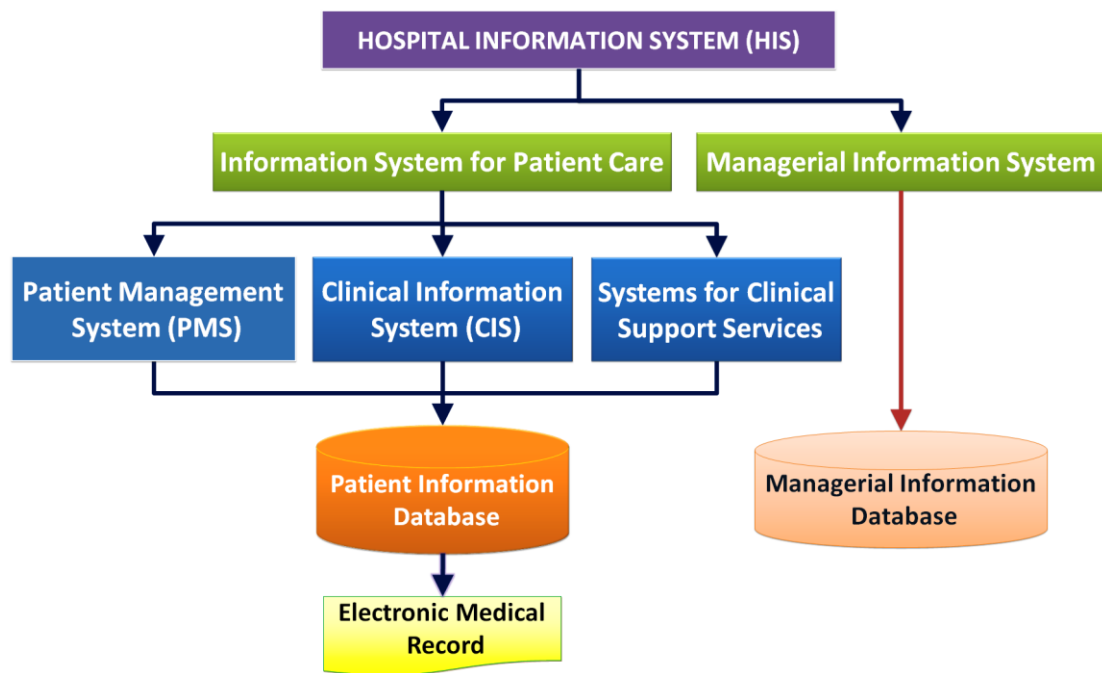 HOSPITAL INFORMATION SYSTEM (HIS)
Information System for Patient Care
Managerial Information System
Patient Management
System (PMS)
Clinical Information
System (CIS)
Systems for Clinical
Support Services
Patient Information
Database
Managerial Information
Database
Electronic Medical
Record